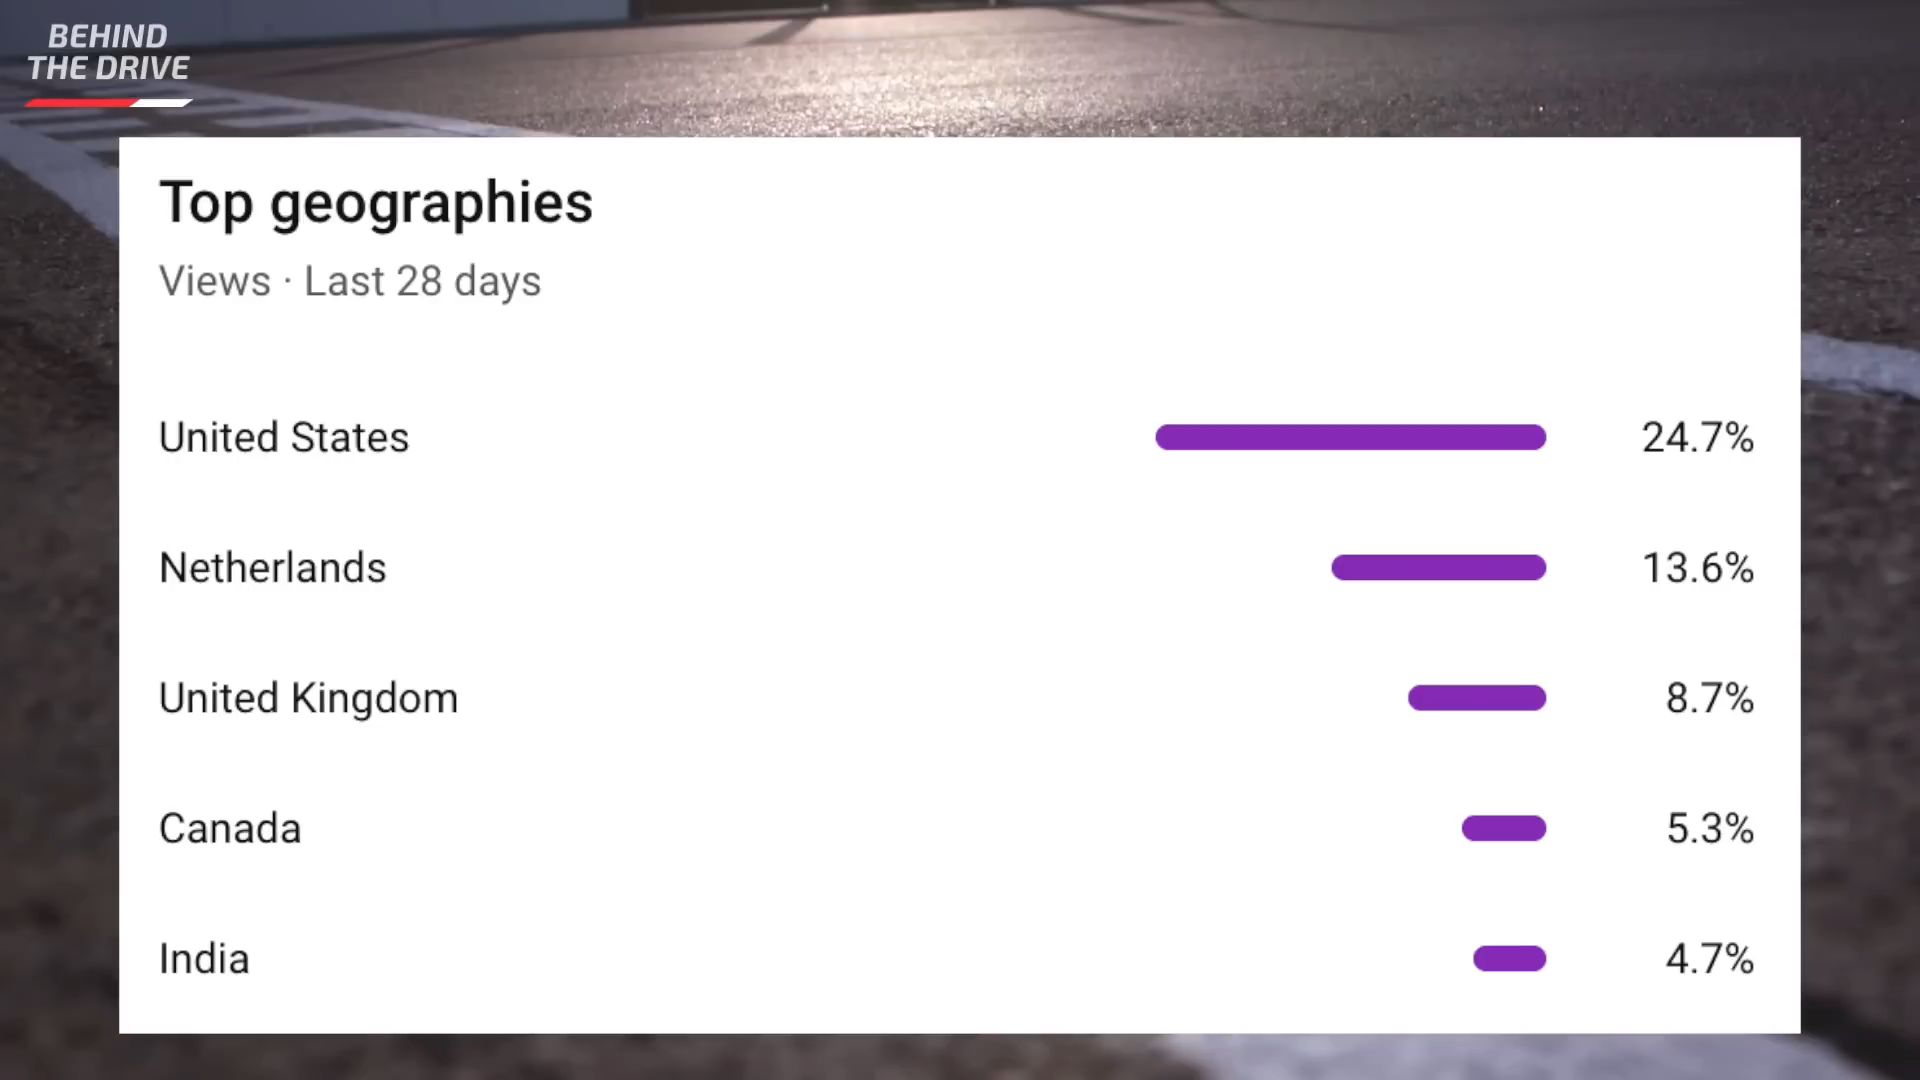 BEHIND
THE DRIVE
Top geographies
Views · Last 28 days
United States 24.7%
Netherlands 13.6%
United Kingdom 8.7%
Canada 5.3%
India 4.7%